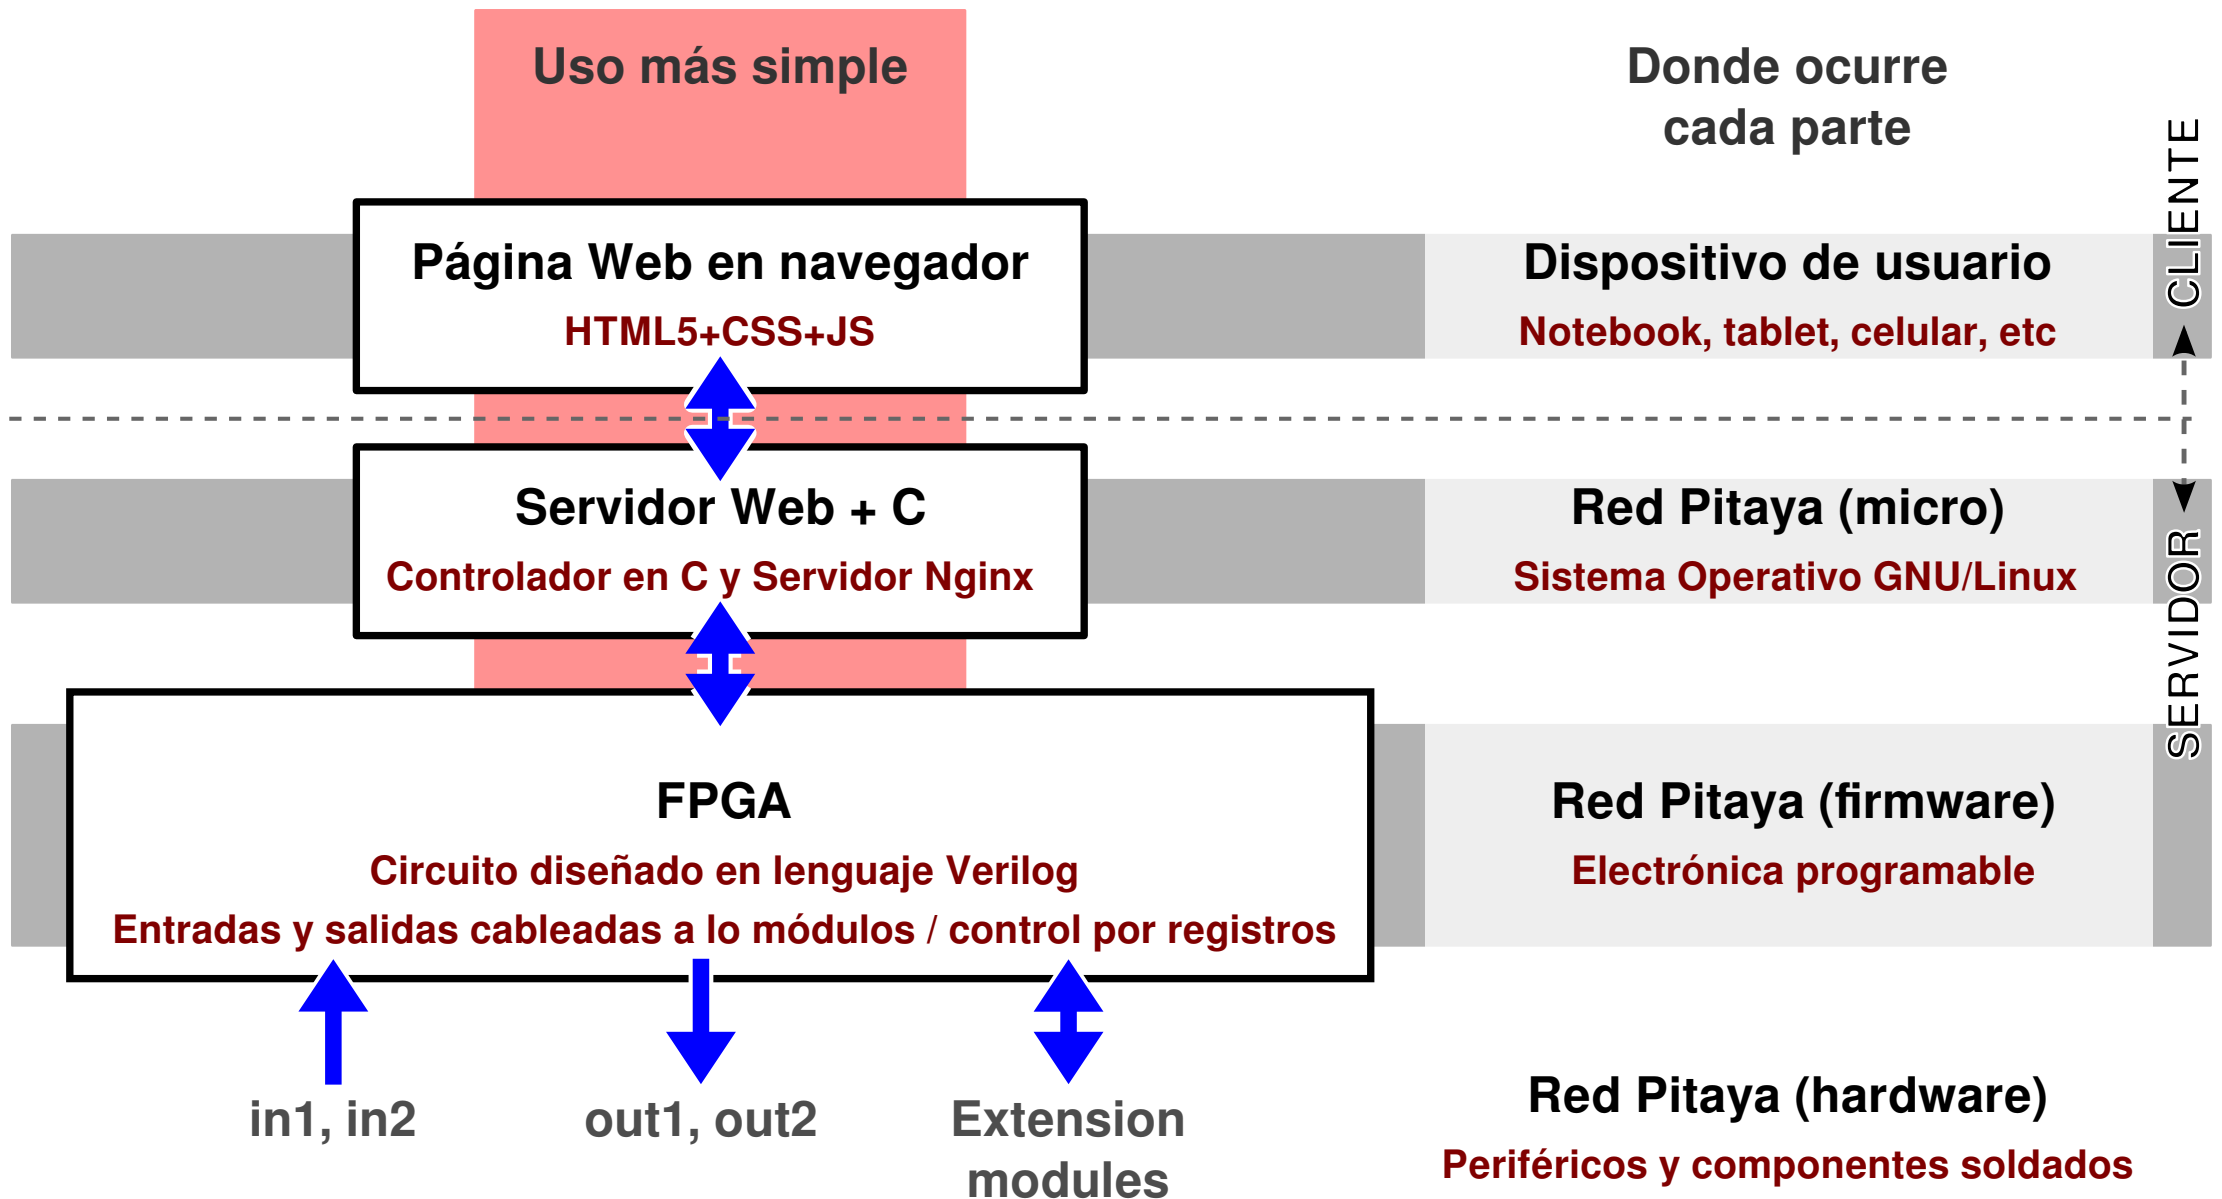 Uso más simple
Donde ocurre
cada parte
CLIENTE
Página Web en navegador
HTML5+CSS+JS
Dispositivo de usuario
Notebook, tablet, celular, etc
Servidor Web + C
Controlador en C y Servidor Nginx
Red Pitaya (micro)
Sistema Operativo GNU/Linux
SERVIDOR
FPGA
Circuito diseñado en lenguaje Verilog
Entradas y salidas cableadas a lo módulos / control por registros
Red Pitaya (firmware)
Electrónica programable
in1, in2
out1, out2
Extension
modules
Red Pitaya (hardware)
Periféricos y componentes soldados